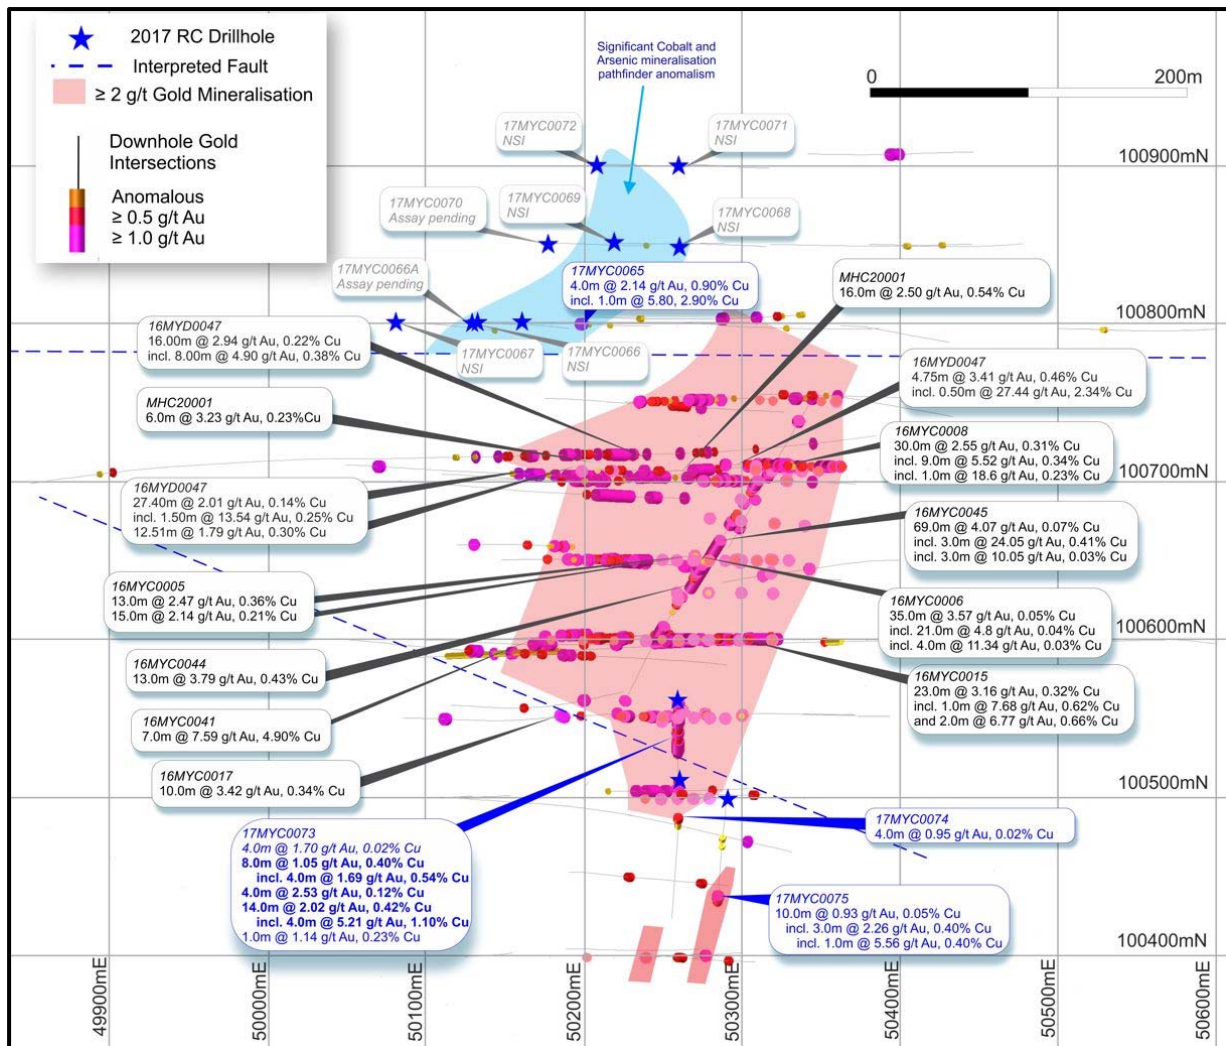 2017 RC Drillhole
Interpreted Fault
≥ 2 g/t Gold Mineralisation
Downhole Gold
Intersections
Anomalous
≥ 0.5 g/t Au
≥ 1.0 g/t Au
Significant Cobalt and
Arsenic mineralisation
pathfinder anomalism
0
200m
17MYC0072
NSI
17MYC0071
NSI
100900mN
17MYC0070
Assay pending
17MYC0069
NSI
17MYC0068
NSI
17MYC0066A
Assay pending
17MYC0065
4.0m @ 2.14 g/t Au, 0.90% Cu
incl. 1.0m @ 5.80, 2.90% Cu
MHC20001
16.0m @ 2.50 g/t Au, 0.54% Cu
100800mN
16MYD0047
16.00m @ 2.94 g/t Au, 0.22% Cu
incl. 8.00m @ 4.90 g/t Au, 0.38% Cu
17MYC0067
NSI
17MYC0066
NSI
16MYD0047
4.75m @ 3.41 g/t Au, 0.46% Cu
incl. 0.50m @ 27.44 g/t Au, 2.34% Cu
MHC20001
6.0m @ 3.23 g/t Au, 0.23%Cu
16MYC0008
30.0m @ 2.55 g/t Au, 0.31%Cu
incl. 9.0m @ 5.52 g/t Au, 0.34% Cu
incl. 1.0m @ 18.6 g/t Au, 0.23% Cu
100700mN
16MYD0047
27.40m @ 2.01 g/t Au, 0.14% Cu
incl. 1.50m @ 13.54 g/t Au, 0.25% Cu
12.51m @ 1.79 g/t Au, 0.30% Cu
16MYC0045
69.0m @ 4.07 g/t Au, 0.07% Cu
incl. 3.0m @ 24.05 g/t Au, 0.41% Cu
incl. 3.0m @ 10.05 g/t Au, 0.03% Cu
16MYC0005
13.0m @ 2.47 g/t Au, 0.36% Cu
15.0m @ 2.14 g/t Au, 0.21% Cu
16MYC0006
35.0m @ 3.57 g/t Au, 0.05% Cu
incl. 21.0m @ 4.8 g/t Au, 0.04% Cu
incl. 4.0m @ 11.34 g/t Au, 0.03% Cu
100600mN
16MYC0044
13.0m @ 3.79 g/t Au, 0.43% Cu
16MYC0015
23.0m @ 3.16 g/t Au, 0.32% Cu
incl. 1.0m @ 7.68 g/t Au, 0.62% Cu
and 2.0m @ 6.77 g/t Au, 0.66% Cu
16MYC0041
7.0m @ 7.59 g/t Au, 4.90% Cu
16MYC0017
10.0m @ 3.42 g/t Au, 0.34% Cu
100500mN
17MYC0073
4.0m @ 1.70 g/t Au, 0.02% Cu
8.0m @ 1.05 g/t Au, 0.40% Cu
incl. 4.0m @ 1.69 g/t Au, 0.54% Cu
4.0m @ 2.53 g/t Au, 0.12% Cu
14.0m @ 2.02 g/t Au, 0.42% Cu
incl. 4.0m @ 5.21 g/t Au, 1.10% Cu
1.0m @ 1.14 g/t Au, 0.23% Cu
17MYC0074
4.0m @ 0.95 g/t Au, 0.02% Cu
17MYC0075
10.0m @ 0.93 g/t Au, 0.05% Cu
incl. 3.0m @ 2.26 g/t Au, 0.40% Cu
incl. 1.0m @ 5.56 g/t Au, 0.40% Cu
100400mN
49900mE
50000mE
50100mE
50200mE
50300mE
50400mE
50500mE
50600mE